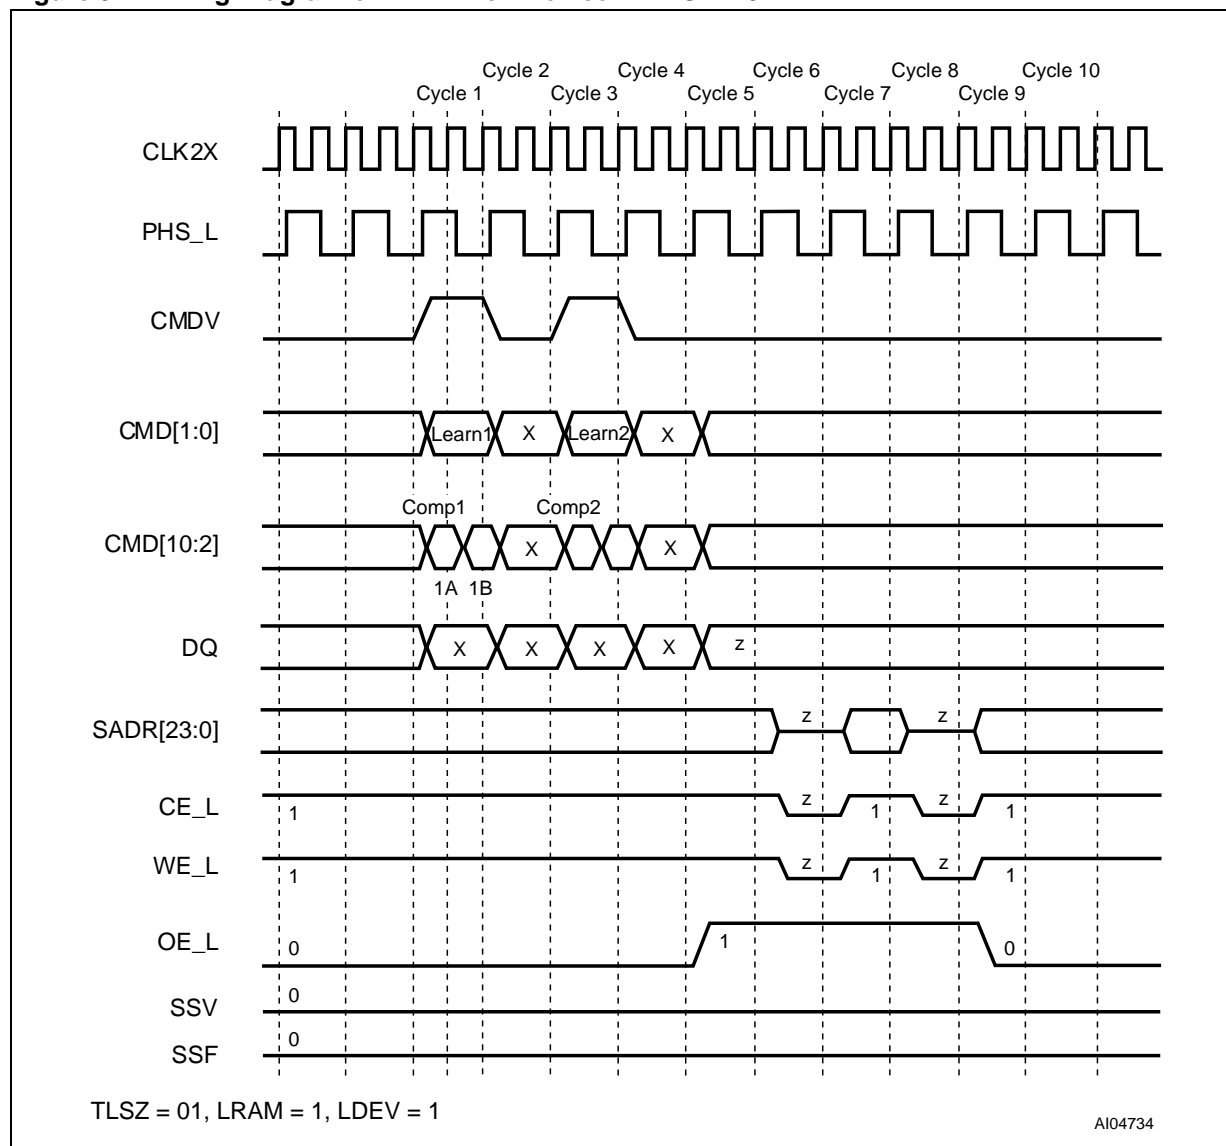 Cycle 2 Cycle 4 Cycle 6 Cycle 8 Cycle 10
Cycle 1 Cycle 3 Cycle 5 Cycle 7 Cycle 9
CLK2X
PHS_L
CMDV
CMD[1:0] Learn1 X Learn2 X
Comp1 Comp2
CMD[10:2] X X
1A 1B
DQ X X X X z
SADR[23:0] z z
CE_L 1 z 1 z 1
WE_L 1 z 1 z 1
OE_L 0 1 0
SSV 0
SSF 0
TLSZ = 01, LRAM = 1, LDEV = 1
AI04734